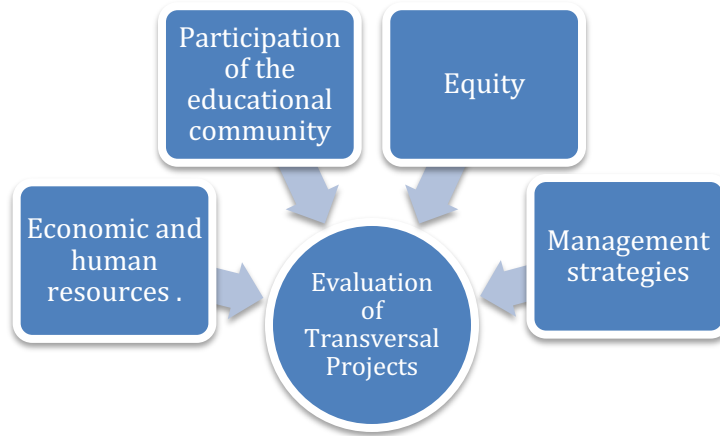 Participation
of the
educational
community
Equity
Economic and
human
resources .
Management
strategies
Evaluation
of
Transversal
Projects